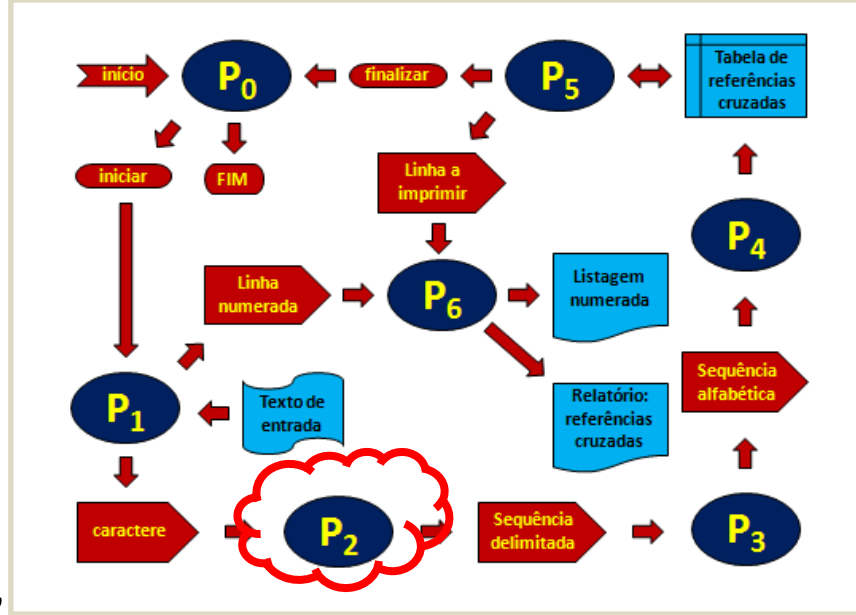 início
P0
finalizar
P5
Tabela de
referências
cruzadas
iniciar
FIM
Linha a
imprimir
P4
Linha
numerada
P6
Listagem
numerada
P1
Texto de
entrada
Relatório:
referências
cruzadas
Sequência
alfabética
caractere
P2
Sequência
delimitada
P3